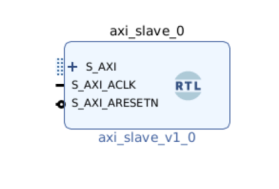 axi_slave_0
S_AXI
S_AXI_ACLK
S_AXI_ARESETN
RTL
axi_slave_v1_0